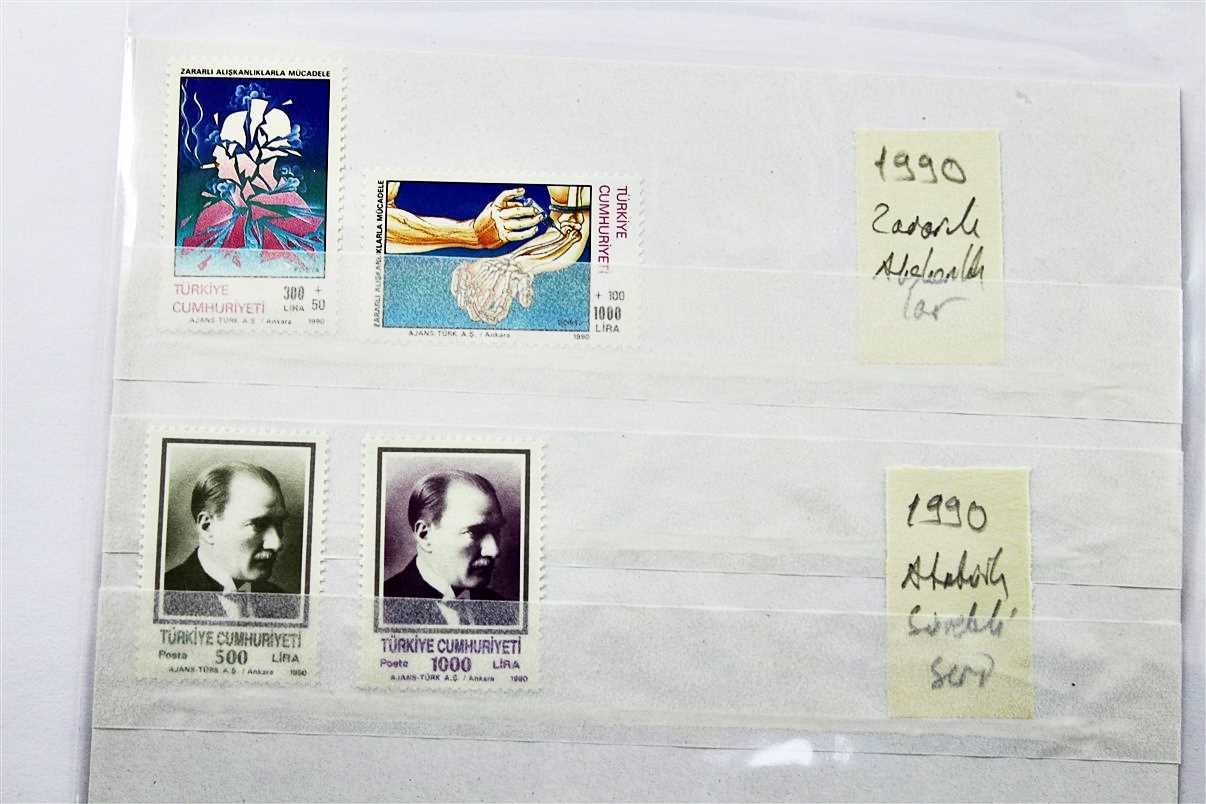 ZARARLI ALIŞKANLIKLARLA MÜCADELE
TÜRKİYE
CUMHURİYETİ
300 + 50
LİRA
AJANS-TÜRK A.Ş. / Ankara 1990
ZARARLI ALIŞKANLIKLARLA MÜCADELE
TÜRKİYE
CUMHURİYETİ
+ 100
1000
LİRA
AJANS-TÜRK A.Ş. / Ankara 1990
1990
Zararlı
Alışkanlık
lar
TÜRKİYE CUMHURİYETİ
Posta 500 LİRA
AJANS-TÜRK A.Ş. / Ankara 1990
TÜRKİYE CUMHURİYETİ
Posta 1000 LİRA
AJANS-TÜRK A.Ş. / Ankara 1990
1990
Atatürk
Sürekli
seri